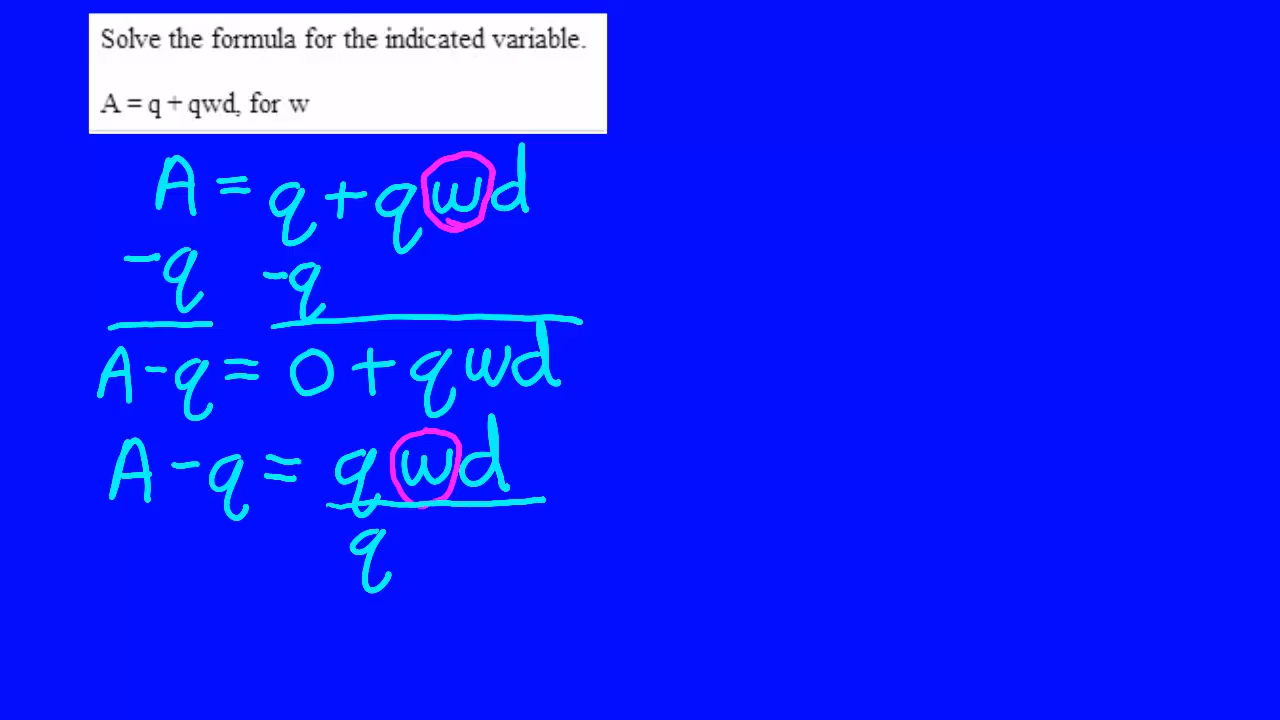 Solve the formula for the indicated variable.
A = q + qwd, for w
A = q + qwd
-q -q
A - q = 0 + qwd
A - q = qwd
q